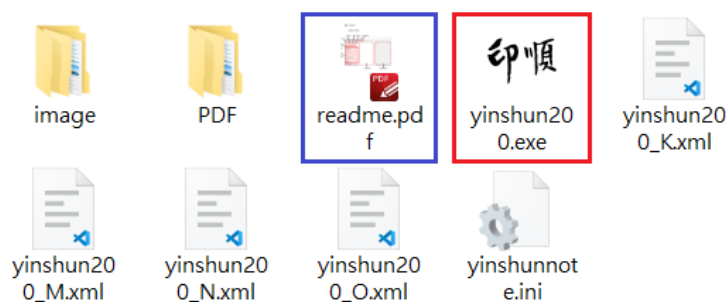 image
PDF
PDF
readme.pd
f
印順
yinshun20
0.exe
yinshun20
0_K.xml
yinshun20
0_M.xml
yinshun20
0_N.xml
yinshun20
0_O.xml
yinshunnot
e.ini